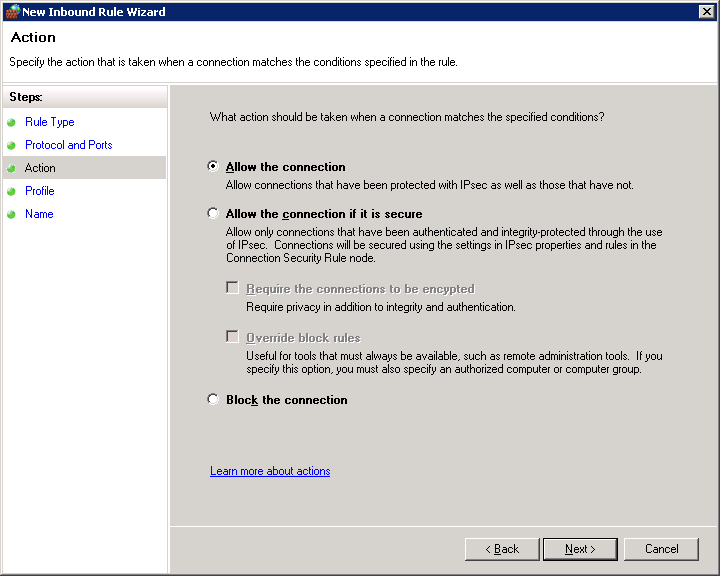 New Inbound Rule Wizard
Action
Specify the action that is taken when a connection matches the conditions specified in the rule.
Steps:
Rule Type
Protocol and Ports
Action
Profile
Name
What action should be taken when a connection matches the specified conditions?
Allow the connection
Allow connections that have been protected with IPsec as well as those that have not.
Allow the connection if it is secure
Allow only connections that have been authenticated and integrity-protected through the use
of IPsec. Connections will be secured using the settings in IPsec properties and rules in the
Connection Security Rule node.
Require the connections to be encypted
Require privacy in addition to integrity and authentication.
Override block rules
Useful for tools that must always be available, such as remote administration tools. If you
specify this option, you must also specify an authorized computer or computer group.
Block the connection
Learn more about actions
< Back
Next >
Cancel